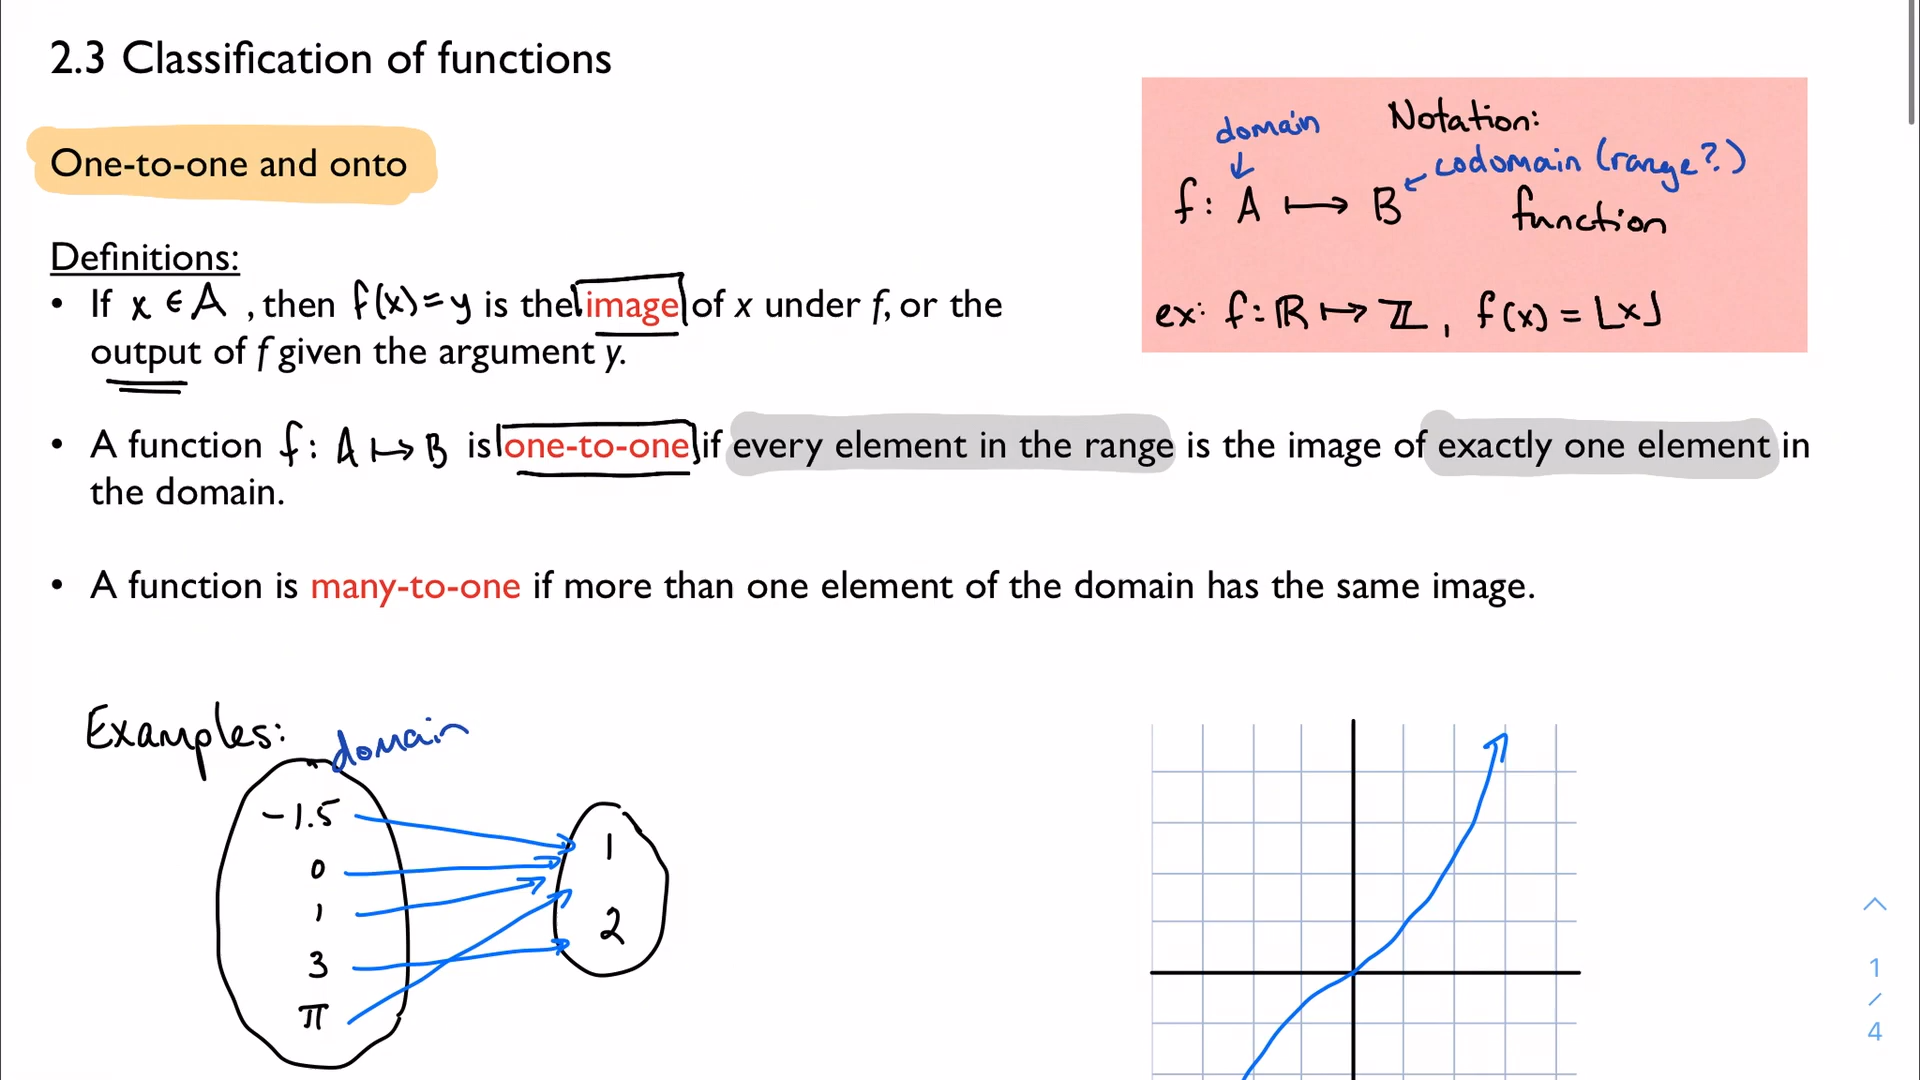 2.3 Classification of functions
One-to-one and onto
Notation:
domain
↓
codomain (range?)
f: A ↦ B
function
ex: f: ℝ ↦ ℤ, f(x) = ⌊x⌋
Definitions:
• If x ∈ A, then f(x) = y is the image of x under f, or the
output of f given the argument y.
• A function f: A ↦ B is one-to-one if every element in the range is the image of exactly one element in
the domain.
• A function is many-to-one if more than one element of the domain has the same image.
Examples:
domain
-1.5
0
1
3
π
1
2
1
/
4